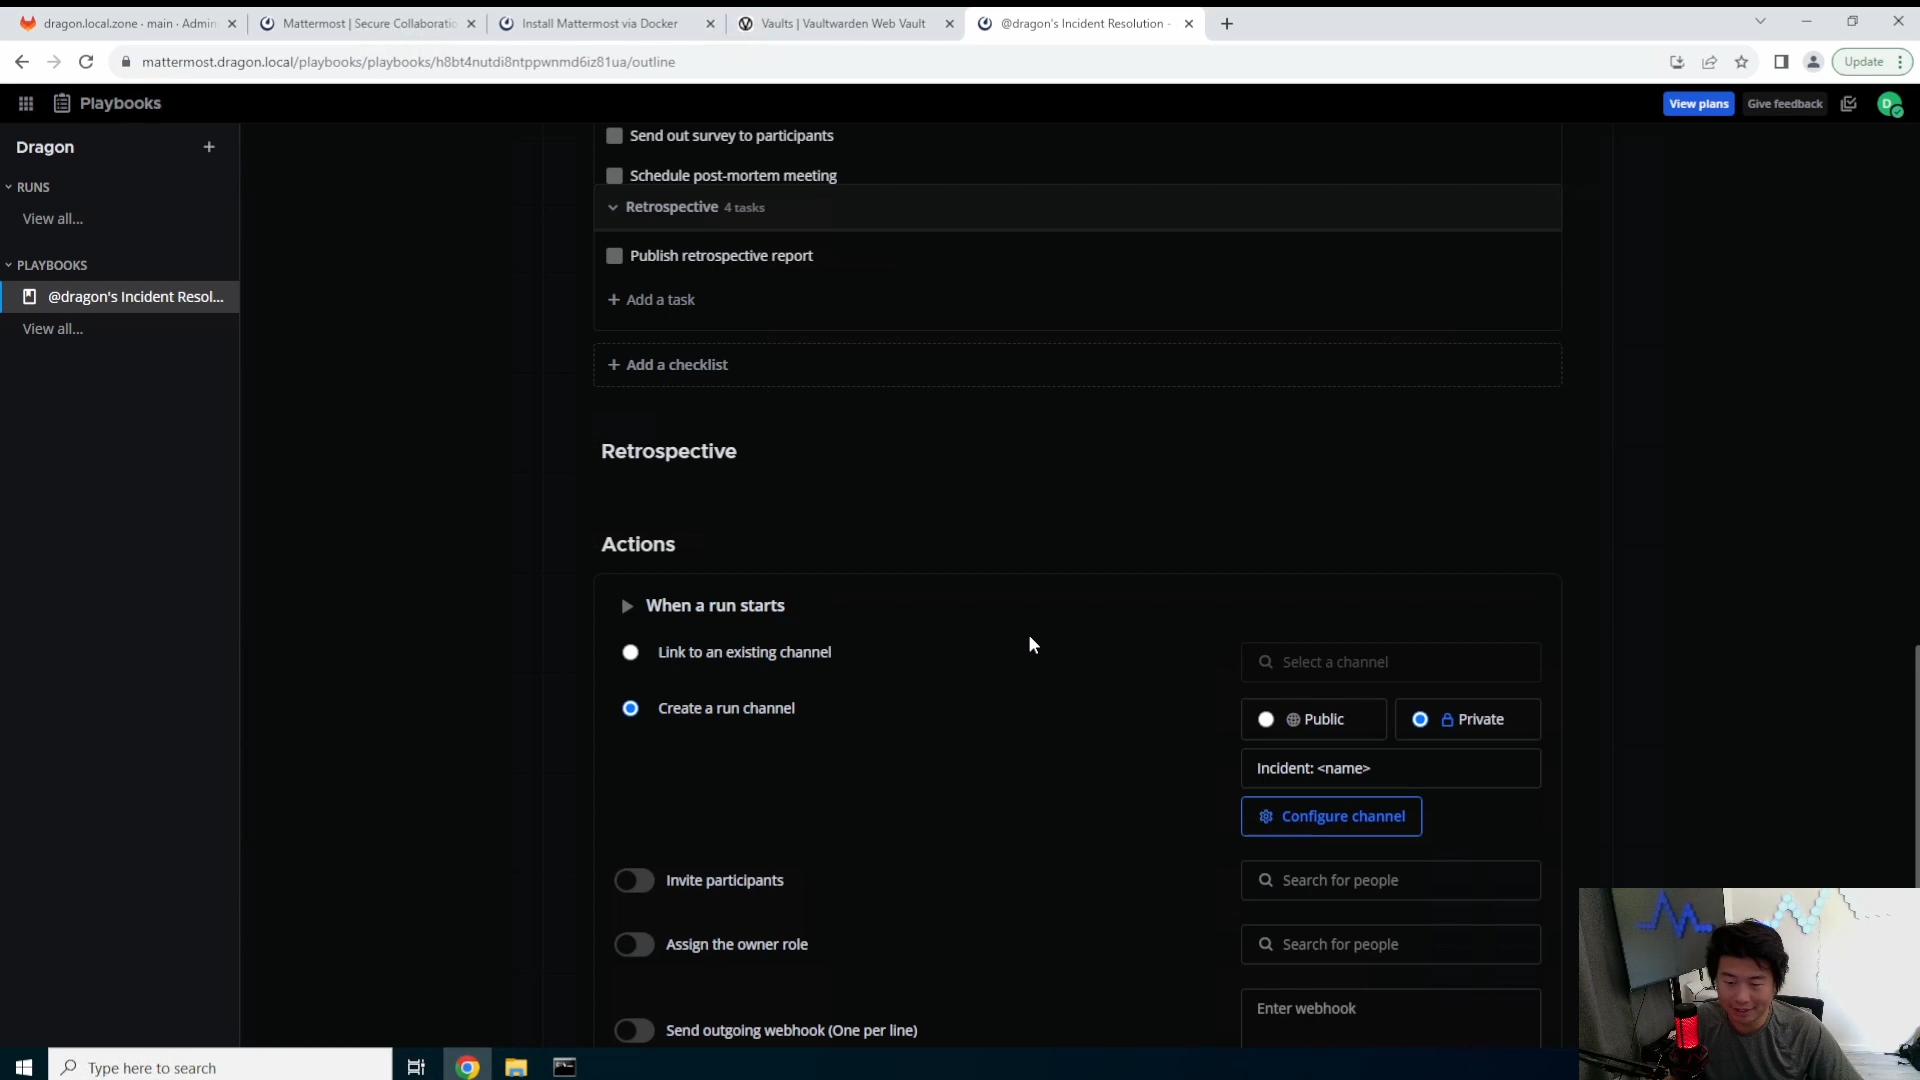 dragon.local.zone · main · Admin
Mattermost | Secure Collaboratio
Install Mattermost via Docker
Vaults | Vaultwarden Web Vault
@dragon's Incident Resolution -
mattermost.dragon.local/playbooks/playbooks/h8bt4nutdi8ntppwnmd6iz81ua/outline
Update
Playbooks
View plans
Give feedback
D
Dragon
RUNS
View all...
PLAYBOOKS
@dragon's Incident Resol...
View all...
Send out survey to participants
Schedule post-mortem meeting
Retrospective 4 tasks
Publish retrospective report
+ Add a task
+ Add a checklist
Retrospective
Actions
When a run starts
Link to an existing channel
Select a channel
Create a run channel
Public
Private
Incident: <name>
Configure channel
Invite participants
Search for people
Assign the owner role
Search for people
Send outgoing webhook (One per line)
Enter webhook
Type here to search